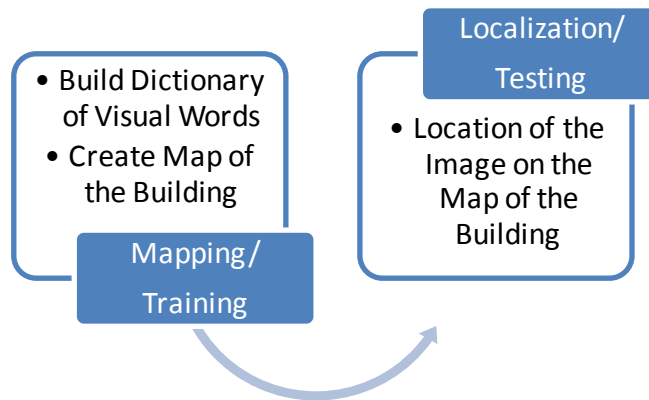 • Build Dictionary
of Visual Words
• Create Map of
the Building
Mapping/
Training
Localization/
Testing
• Location of the
Image on the
Map of the
Building